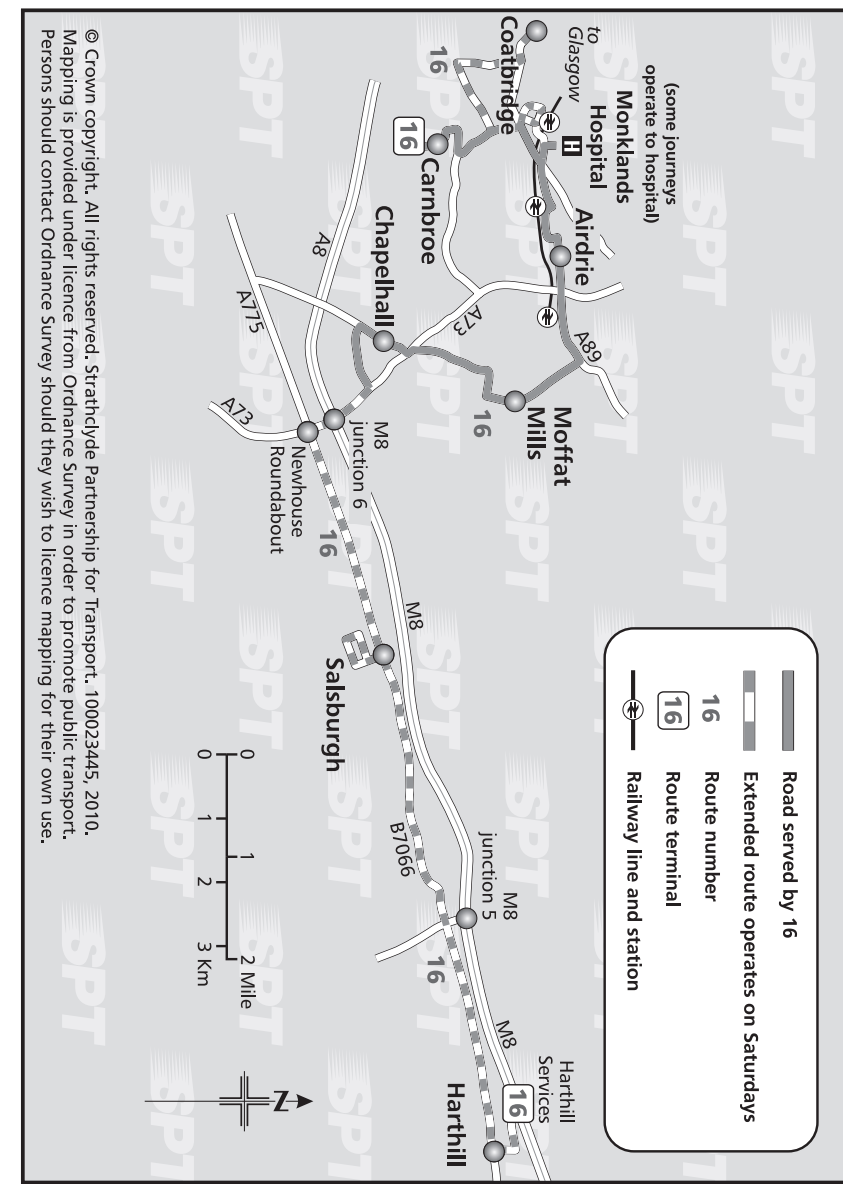 Road served by 16
Extended route operates on Saturdays
16 Route number
16 Route terminal
Railway line and station
(some journeys
operate to hospital)
Monklands
Hospital
H
to
Glasgow
Coatbridge
16
16
Carnbroe
Airdrie
A89
Moffat
Mills
16
A73
Chapelhall
A8
A775
A73
M8
junction 6
Newhouse
Roundabout
16
M8
Salsburgh
B7066
M8
junction 5
16
M8
Harthill
Services
16
Harthill
0 1 2 Mile
0 1 2 3 Km
N
SPT
© Crown copyright. All rights reserved. Strathclyde Partnership for Transport. 100023445, 2010.
Mapping is provided under licence from Ordnance Survey in order to promote public transport.
Persons should contact Ordnance Survey should they wish to licence mapping for their own use.